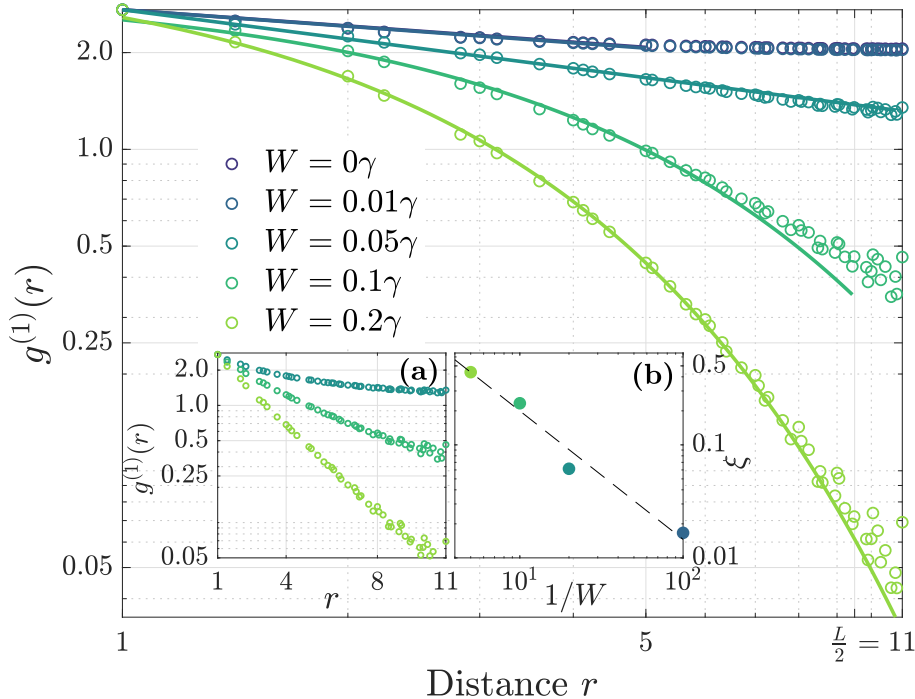 2.0
1.0
0.5
0.25
0.05
g^{(1)}(r)
W = 0γ
W = 0.01γ
W = 0.05γ
W = 0.1γ
W = 0.2γ
(a)
2.0
1.0
0.5
0.25
0.05
g^{(1)}(r)
1 4 8 11
r
(b)
0.5
0.1
0.01
ξ
10^1 10^2
1/W
1 5 \frac{L}{2} = 11
Distance r